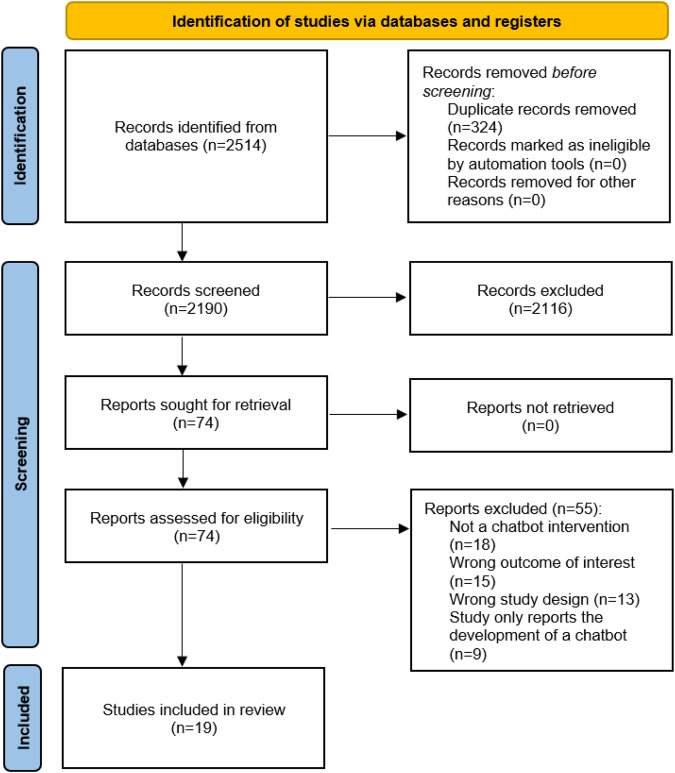 Identification of studies via databases and registers
Identification
Records identified from
databases (n=2514)
Records removed before
screening:
Duplicate records removed
(n=324)
Records marked as ineligible
by automation tools (n=0)
Records removed for other
reasons (n=0)
Screening
Records screened
(n=2190)
Records excluded
(n=2116)
Reports sought for retrieval
(n=74)
Reports not retrieved
(n=0)
Reports assessed for eligibility
(n=74)
Reports excluded (n=55):
Not a chatbot intervention
(n=18)
Wrong outcome of interest
(n=15)
Wrong study design (n=13)
Study only reports the
development of a chatbot
(n=9)
Included
Studies included in review
(n=19)